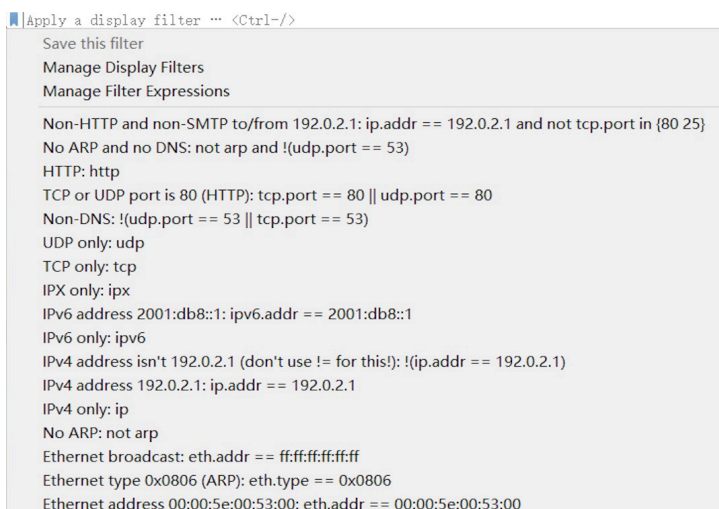 Apply a display filter … <Ctrl-/>
Save this filter
Manage Display Filters
Manage Filter Expressions
Non-HTTP and non-SMTP to/from 192.0.2.1: ip.addr == 192.0.2.1 and not tcp.port in {80 25}
No ARP and no DNS: not arp and !(udp.port == 53)
HTTP: http
TCP or UDP port is 80 (HTTP): tcp.port == 80 || udp.port == 80
Non-DNS: !(udp.port == 53 || tcp.port == 53)
UDP only: udp
TCP only: tcp
IPX only: ipx
IPv6 address 2001:db8::1: ipv6.addr == 2001:db8::1
IPv6 only: ipv6
IPv4 address isn't 192.0.2.1 (don't use != for this!): !(ip.addr == 192.0.2.1)
IPv4 address 192.0.2.1: ip.addr == 192.0.2.1
IPv4 only: ip
No ARP: not arp
Ethernet broadcast: eth.addr == ff:ff:ff:ff:ff:ff
Ethernet type 0x0806 (ARP): eth.type == 0x0806
Ethernet address 00:00:5e:00:53:00: eth.addr == 00:00:5e:00:53:00